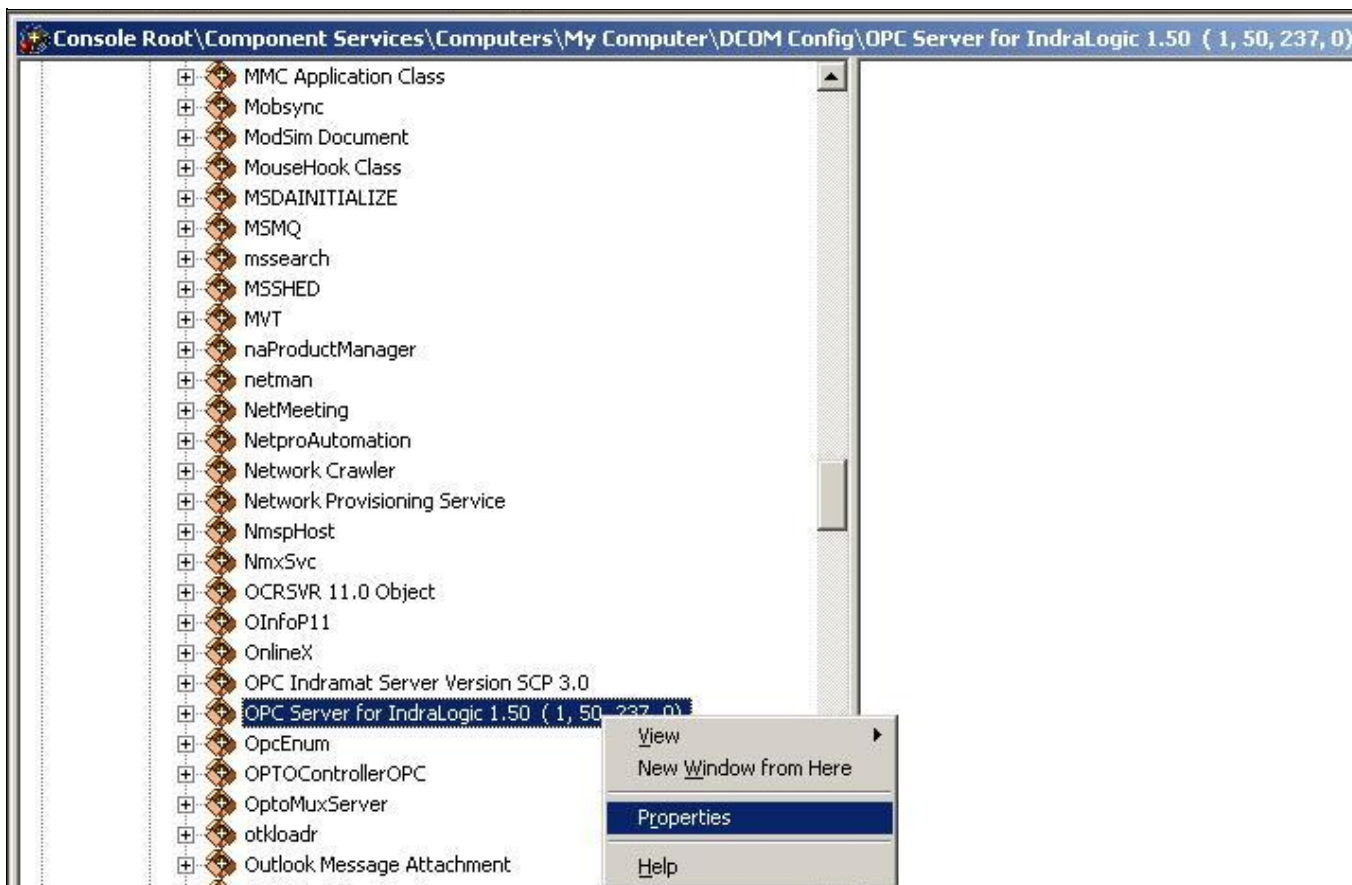 Console Root\Component Services\Computers\My Computer\DCOM Config\OPC Server for IndraLogic 1.50 ( 1, 50, 237, 0)
MMC Application Class
Mobsync
ModSim Document
MouseHook Class
MSDAINITIALIZE
MSMQ
mssearch
MSSHED
MVT
naProductManager
netman
NetMeeting
NetproAutomation
Network Crawler
Network Provisioning Service
NmspHost
NmxSvc
OCRSVR 11.0 Object
OInfoP11
OnlineX
OPC Indramat Server Version SCP 3.0
OPC Server for IndraLogic 1.50 ( 1, 50, 237, 0)
OpcEnum
OPTOControllerOPC
OptoMuxServer
otkloadr
Outlook Message Attachment
View
New Window from Here
Properties
Help